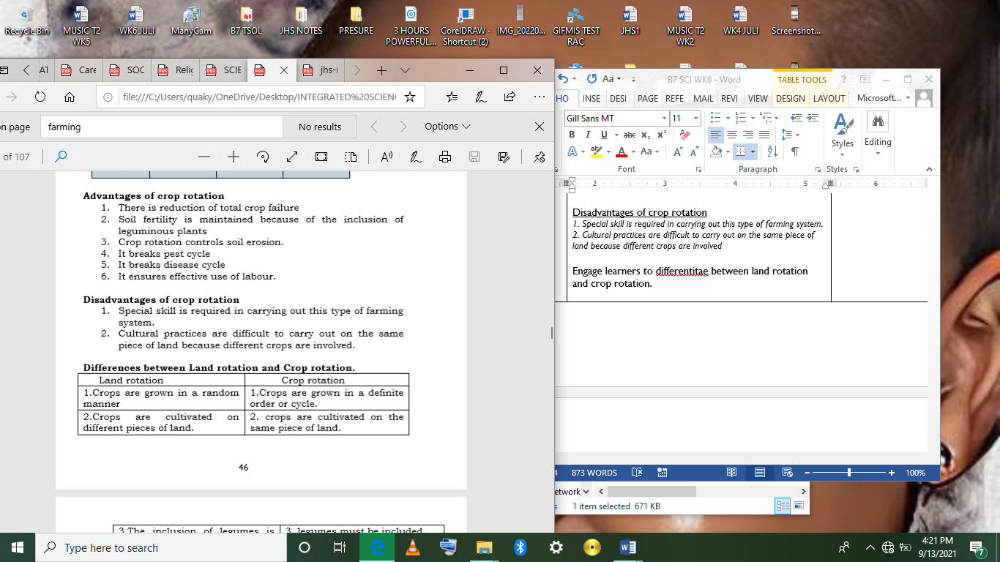 Recycle Bin
MUSIC T2 WK5
WK6 JULI
ManyCam
B7 TSOL
JHS NOTES
PRESURE
3 HOURS POWERFUL...
CorelDRAW - Shortcut (2)
IMG_20220...
GIFMIS TEST RAC
JHS1
MUSIC T2 WK2
WK4 JULI
Screenshot...
AT
Care
SOC
Relig
SCIE
jhs-i
file:///C:/Users/quaky/OneDrive/Desktop/INTEGRATED%20SCIEN
on page
farming
No results
Options
of 107
Advantages of crop rotation
1. There is reduction of total crop failure
2. Soil fertility is maintained because of the inclusion of
leguminous plants
3. Crop rotation controls soil erosion.
4. It breaks pest cycle
5. It breaks disease cycle
6. It ensures effective use of labour.
Disadvantages of crop rotation
1. Special skill is required in carrying out this type of farming
system.
2. Cultural practices are difficult to carry out on the same
piece of land because different crops are involved.
Differences between Land rotation and Crop rotation.
Land rotation
Crop rotation
1.Crops are grown in a random
manner
1.Crops are grown in a definite
order or cycle.
2.Crops are cultivated on
different pieces of land.
2. crops are cultivated on the
same piece of land.
46
3.The inclusion of legumes is
3. legumes must be included
Aa
B7 SCI WK6 - Word
TABLE TOOLS
?
HO INSE DESI PAGE REFE MAIL REVI VIEW DESIGN LAYOUT Microsoft...
Gill Sans MT
11
B I U abc x₂ x²
A ab A Aa A A
Styles
Editing
Font
Paragraph
Styles
2 3 4 5 6
Disadvantages of crop rotation
1. Special skill is required in carrying out this type of farming system.
2. Cultural practices are difficult to carry out on the same piece of
land because different crops are involved
Engage learners to differentitae between land rotation
and crop rotation.
4
873 WORDS
100%
etwork
s
1 item selected 671 KB
Type here to search
4:21 PM
9/13/2021
7